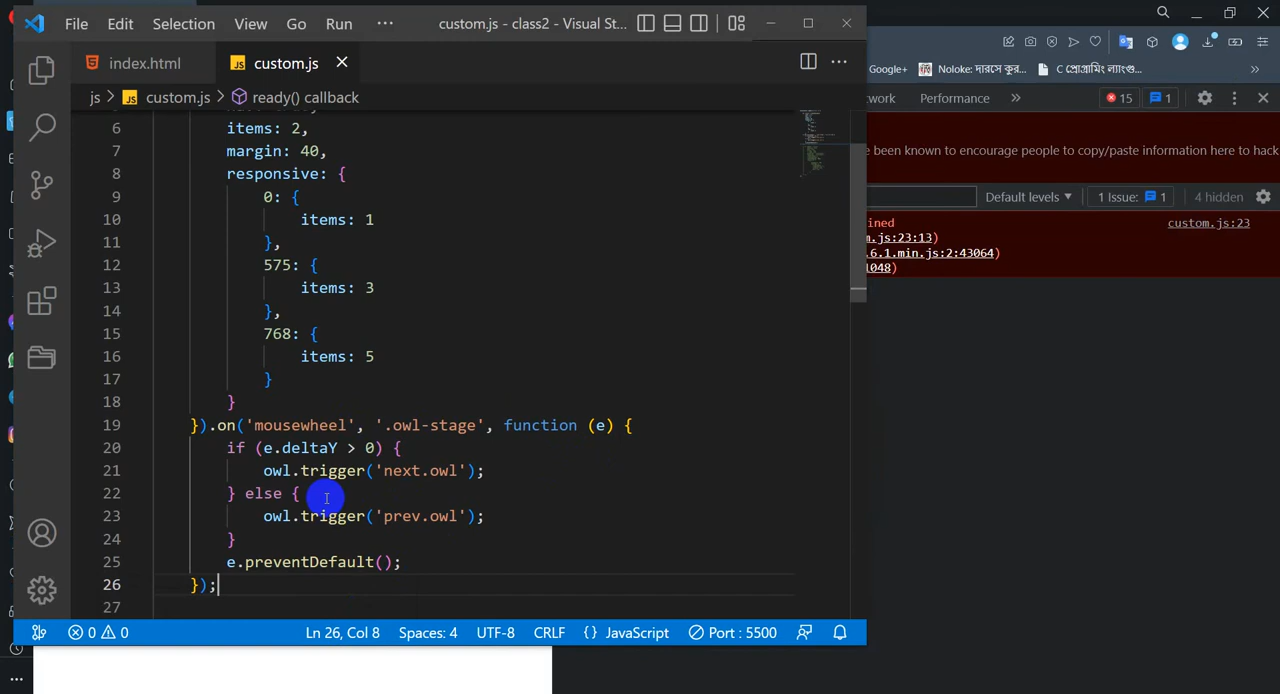 File Edit Selection View Go Run ··· custom.js - class2 - Visual St...
index.html
JS custom.js
js > JS custom.js > ready() callback
6 items: 2,
7 margin: 40,
8 responsive: {
9 0: {
10 items: 1
11 },
12 575: {
13 items: 3
14 },
15 768: {
16 items: 5
17 }
18 }
19 }).on('mousewheel', '.owl-stage', function (e) {
20 if (e.deltaY > 0) {
21 owl.trigger('next.owl');
22 } else {
23 owl.trigger('prev.owl');
24 }
25 e.preventDefault();
26 });
27
0 0 Ln 26, Col 8 Spaces: 4 UTF-8 CRLF {} JavaScript Port : 5500
Google+ Noloke: দারসে কুর... C প্রোগ্রামিং ল্যাংগু... »
work Performance » 15 1
e been known to encourage people to copy/paste information here to hack
Default levels ▼ 1 Issue: 1 4 hidden
ined custom.js:23
m.js:23:13)
.6.1.min.js:2:43064)
1048)